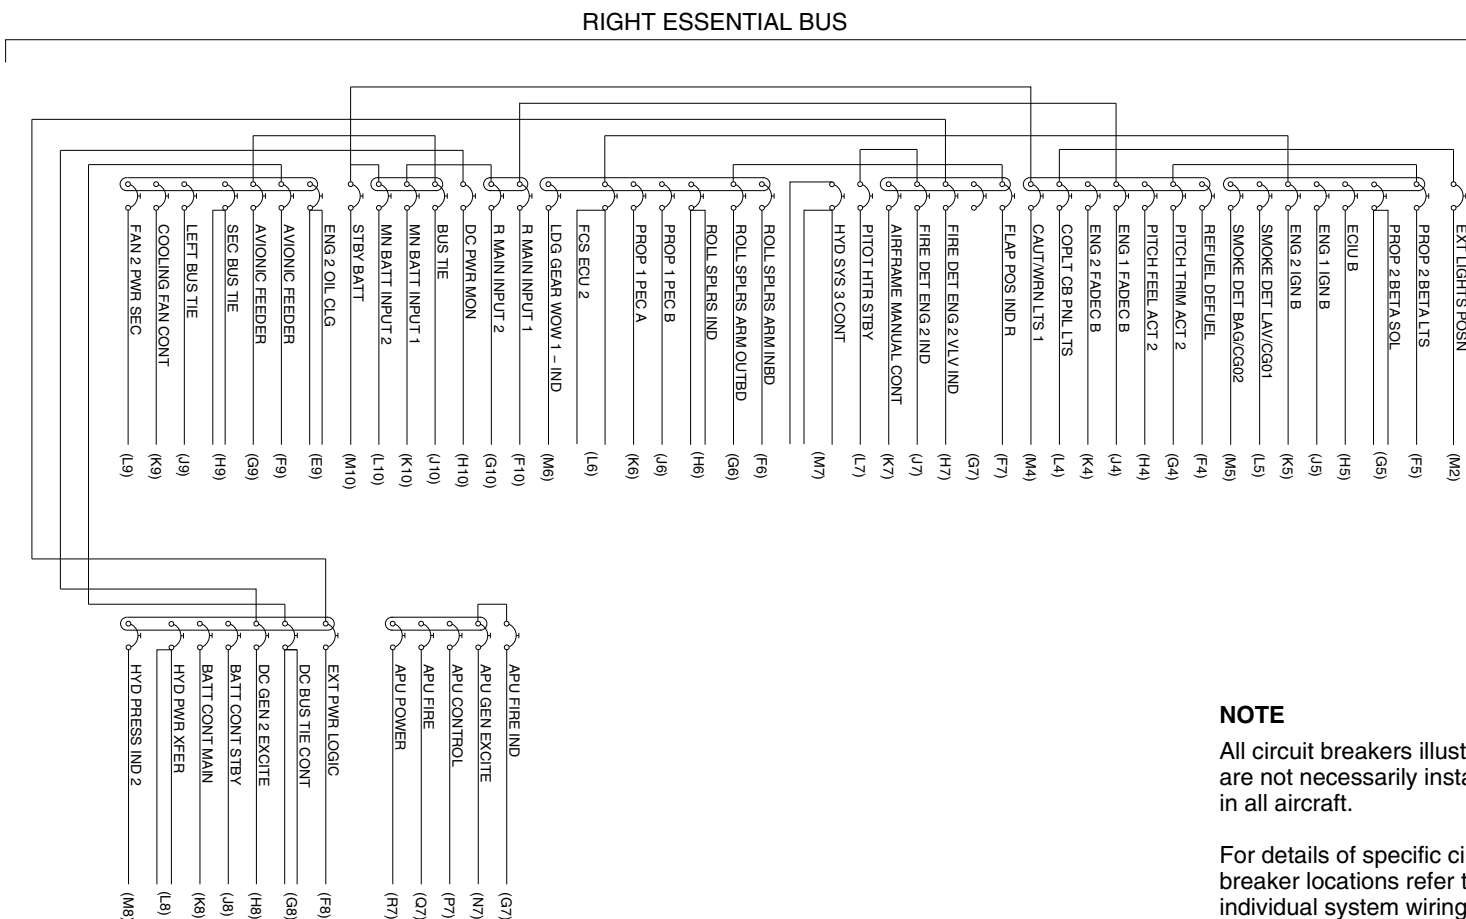 RIGHT ESSENTIAL BUS
FAN 2 PWR SEC
COOLING FAN CONT
LEFT BUS TIE
SEC BUS TIE
AVIONIC FEEDER
AVIONIC FEEDER
ENG 2 OIL CLG
STBY BATT
MN BATT INPUT 2
MN BATT INPUT 1
BUS TIE
DC PWR MON
R MAIN INPUT 2
R MAIN INPUT 1
LDG GEAR WOW 1 – IND
FCS ECU 2
PROP 1 PEC A
PROP 1 PEC B
ROLL SPLRS IND
ROLL SPLRS ARM OUTBD
ROLL SPLRS ARM INBD
HYD SYS 3 CONT
PITOT HTR STBY
AIRFRAME MANUAL CONT
FIRE DET ENG 2 IND
FIRE DET ENG 2 VLV IND
FLAP POS IND R
CAUT/WRN LTS 1
COPLT CB PNL LTS
ENG 2 FADEC B
ENG 1 FADEC B
PITCH FEEL ACT 2
PITCH TRIM ACT 2
REFUEL DEFUEL
SMOKE DET BAG/CG02
SMOKE DET LAV/CG01
ENG 2 IGN B
ENG 1 IGN B
ECIU B
PROP 2 BETA SOL
PROP 2 BETA LTS
EXT LIGHTS POSN
(L9)
(K9)
(J9)
(H9)
(G9)
(F9)
(E9)
(M10)
(L10)
(K10)
(J10)
(H10)
(G10)
(F10)
(M6)
(L6)
(K6)
(J6)
(H6)
(G6)
(F6)
(M7)
(L7)
(K7)
(J7)
(H7)
(G7)
(F7)
(M4)
(L4)
(K4)
(J4)
(H4)
(G4)
(F4)
(M5)
(L5)
(K5)
(J5)
(H5)
(G5)
(F5)
(M2)
HYD PRESS IND 2
HYD PWR XFER
BATT CONT MAIN
BATT CONT STBY
DC GEN 2 EXCITE
DC BUS TIE CONT
EXT PWR LOGIC
APU POWER
APU FIRE
APU CONTROL
APU GEN EXCITE
APU FIRE IND
(M8)
(L8)
(K8)
(J8)
(H8)
(G8)
(F8)
(R7)
(Q7)
(P7)
(N7)
(G7)
NOTE
All circuit breakers illust
are not necessarily insta
in all aircraft.
For details of specific ci
breaker locations refer t
individual system wiring